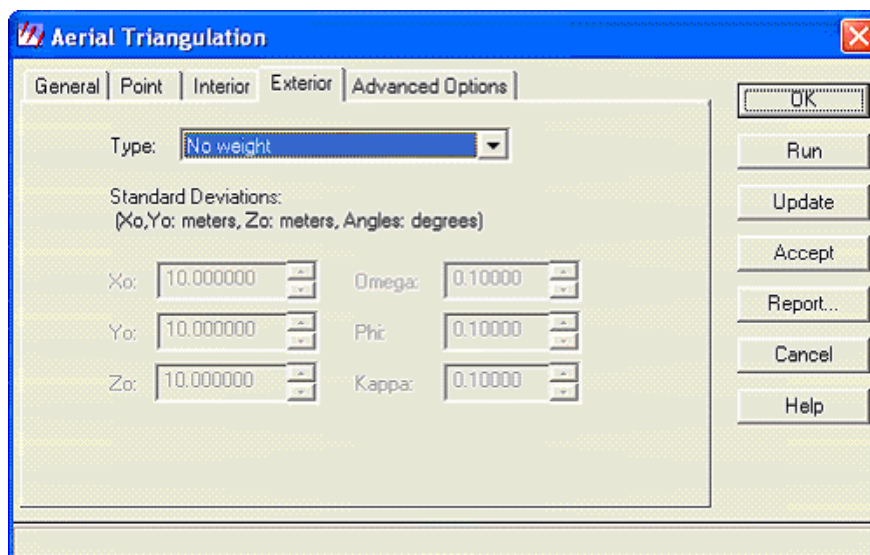 Aerial Triangulation
General Point Interior Exterior Advanced Options
Type: No weight
Standard Deviations:
(Xo,Yo: meters, Zo: meters, Angles: degrees)
Xo: 10.000000 Omega: 0.10000
Yo: 10.000000 Phi: 0.10000
Zo: 10.000000 Kappa: 0.10000
OK
Run
Update
Accept
Report...
Cancel
Help